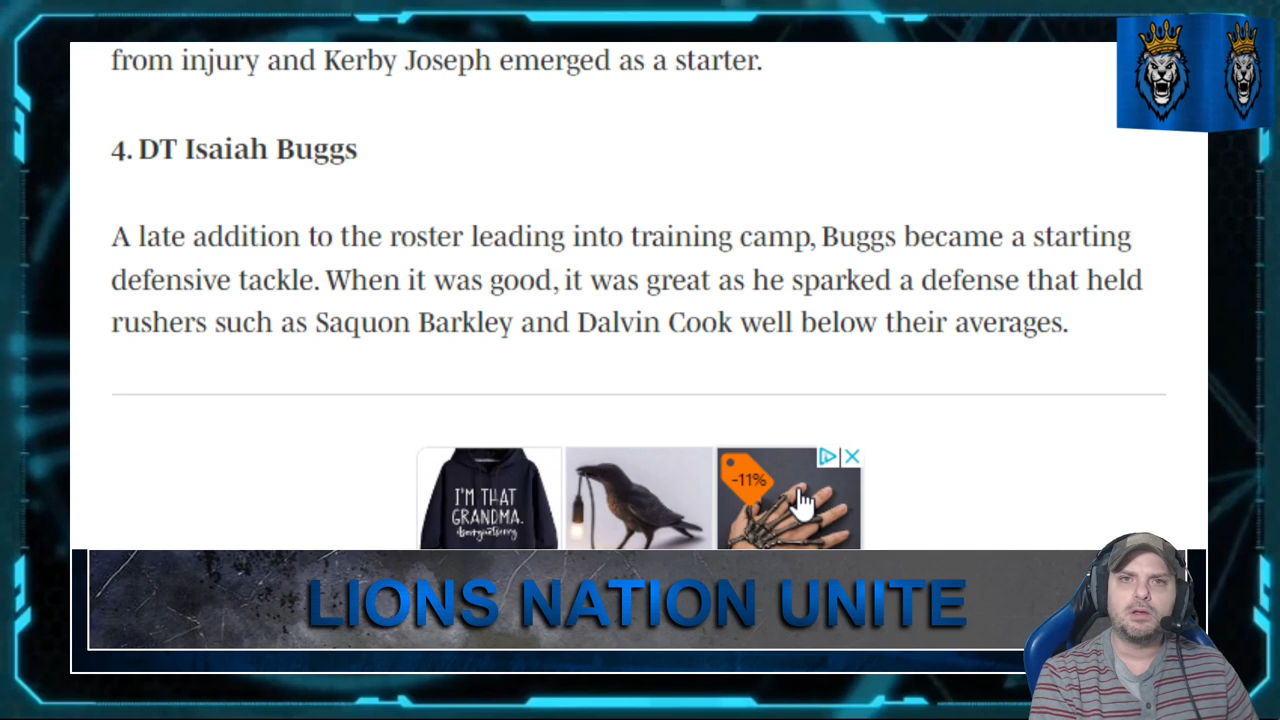 from injury and Kerby Joseph emerged as a starter.
4. DT Isaiah Buggs
A late addition to the roster leading into training camp, Buggs became a starting
defensive tackle. When it was good, it was great as he sparked a defense that held
rushers such as Saquon Barkley and Dalvin Cook well below their averages.
I'M THAT
GRANDMA.
-11%
LIONS NATION UNITE